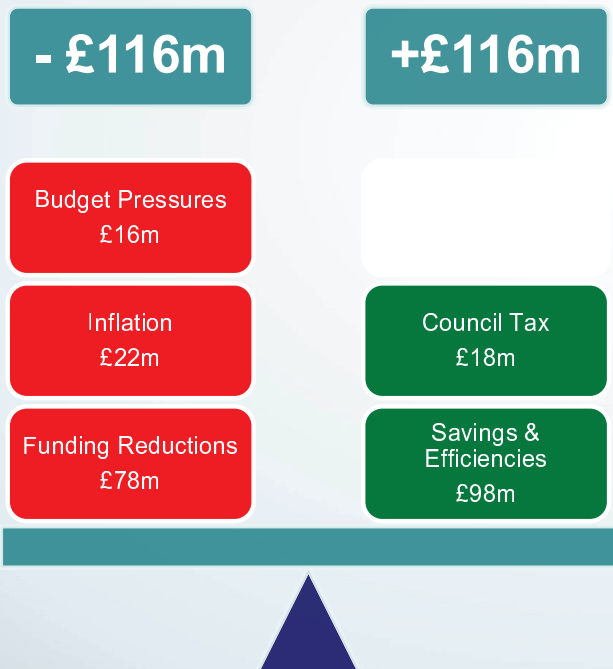 - £116m
+£116m
Budget Pressures
£16m
Inflation
£22m
Council Tax
£18m
Funding Reductions
£78m
Savings &
Efficiencies
£98m